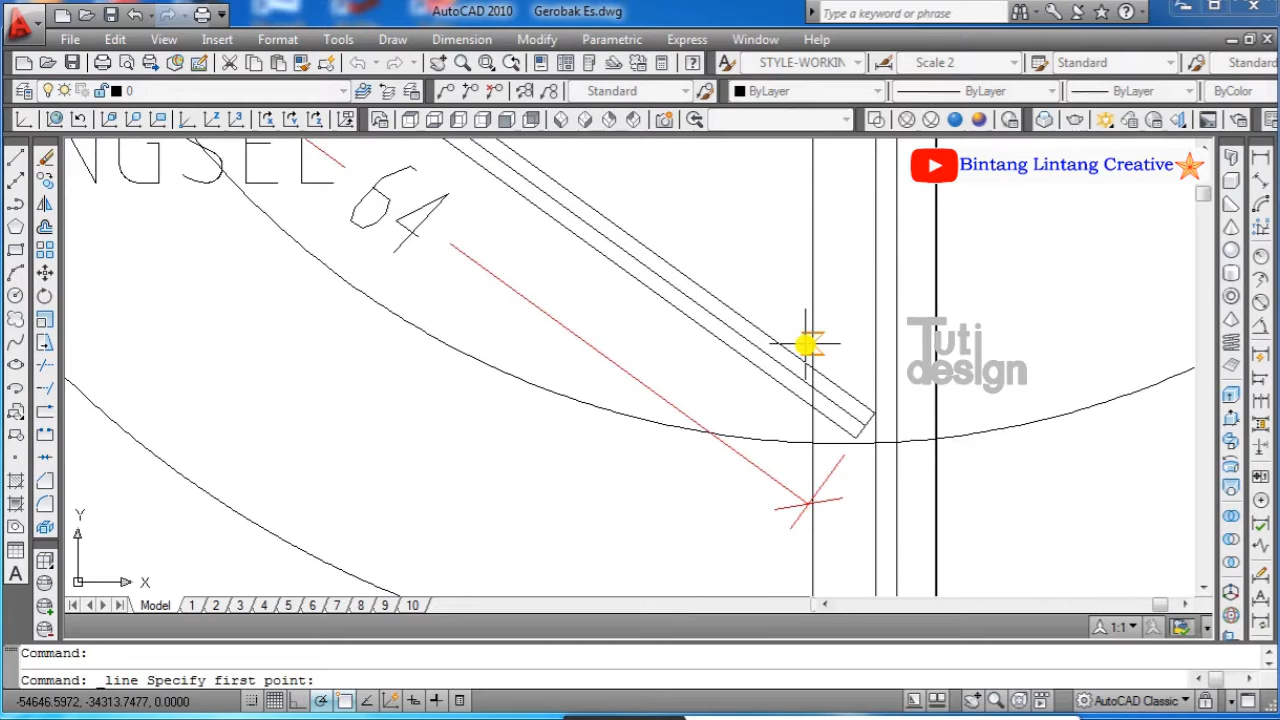 AutoCAD 2010 Gerobak Es.dwg Type a keyword or phrase
File Edit View Insert Format Tools Draw Dimension Modify Parametric Express Window Help
STYLE-WORKIN Scale 2 Standard Standard
0 Standard ByLayer ByLayer ByLayer ByColor
Bintang Lintang Creative
NGSEL
64
Tuti
design
Y
X
Model 1 2 3 4 5 6 7 8 9 10
1:1
Command:
Command: _line Specify first point:
-54646.5972, -34313.7477, 0.0000 AutoCAD Classic